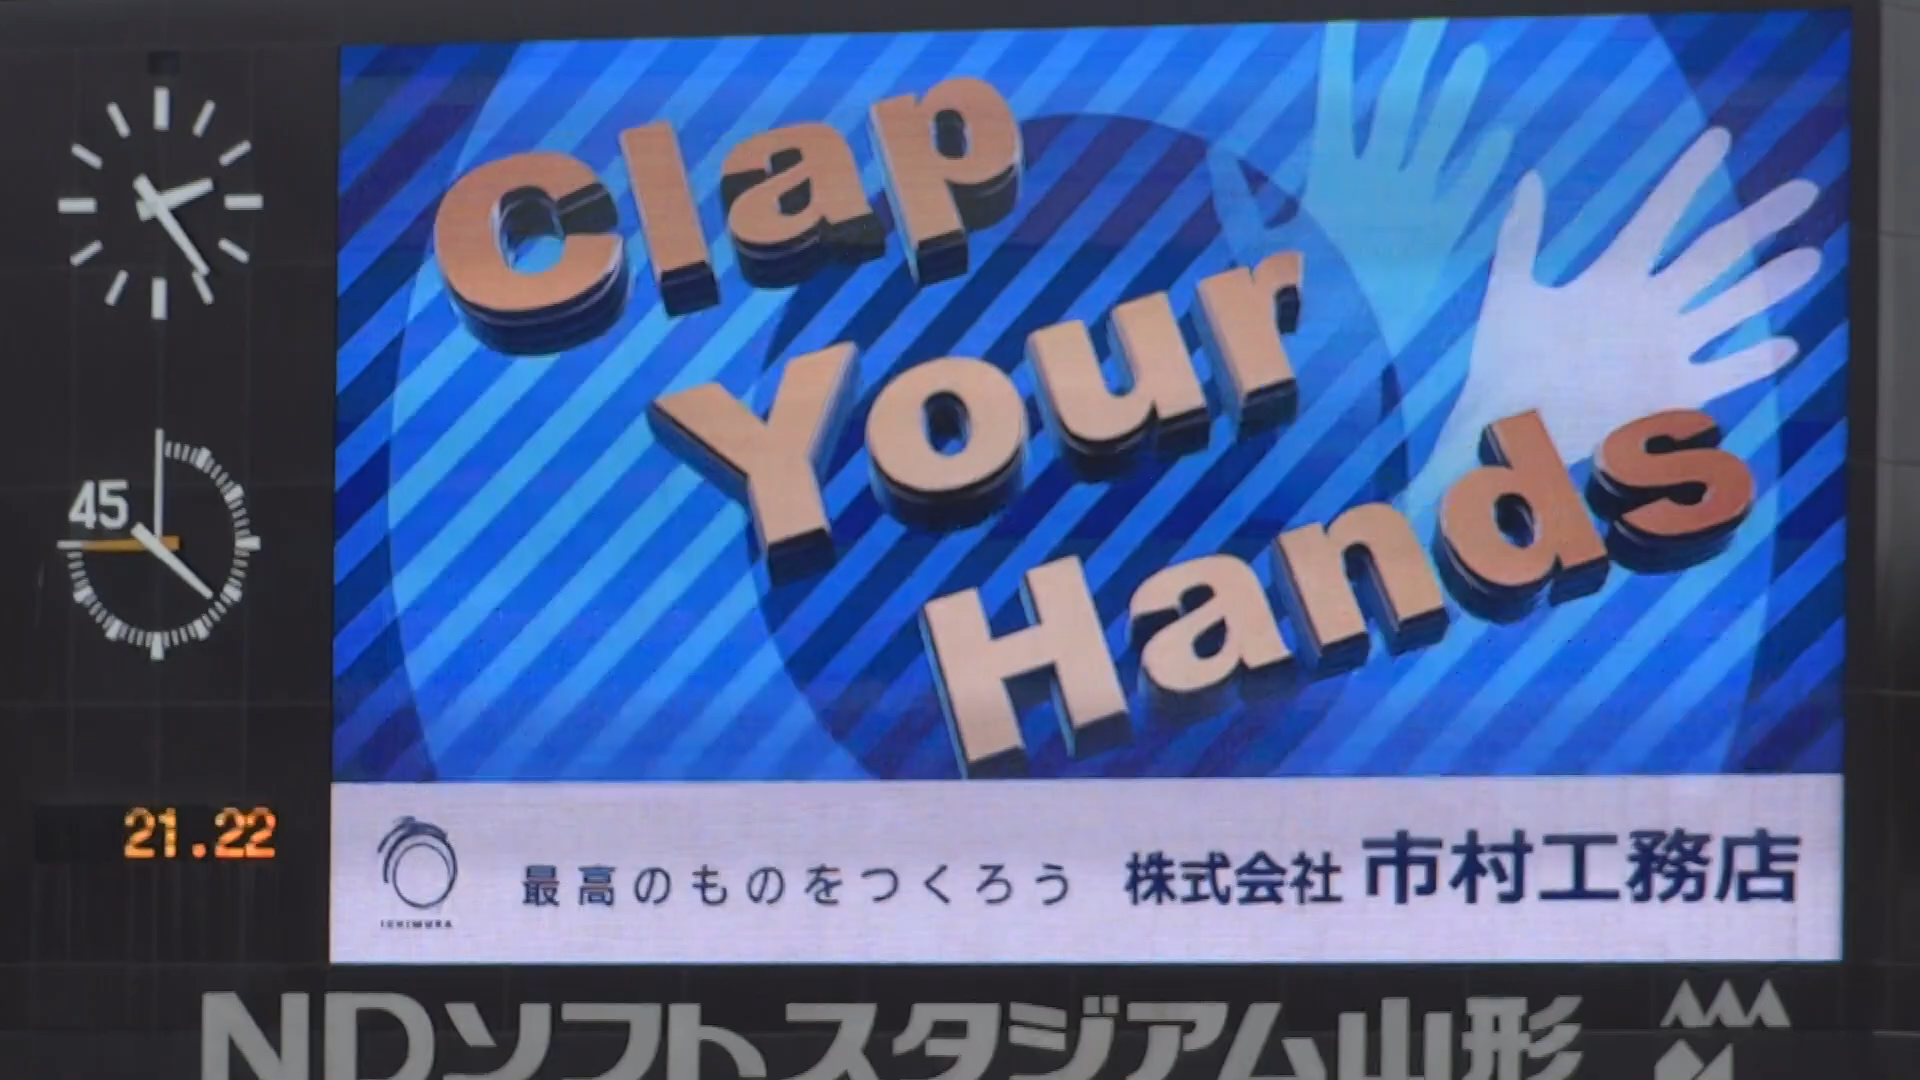 Clap
Your
Hands
45
21.22
ICHIMURA
最高のものをつくろう 株式会社 市村工務店
NDソフトスタジアム山形